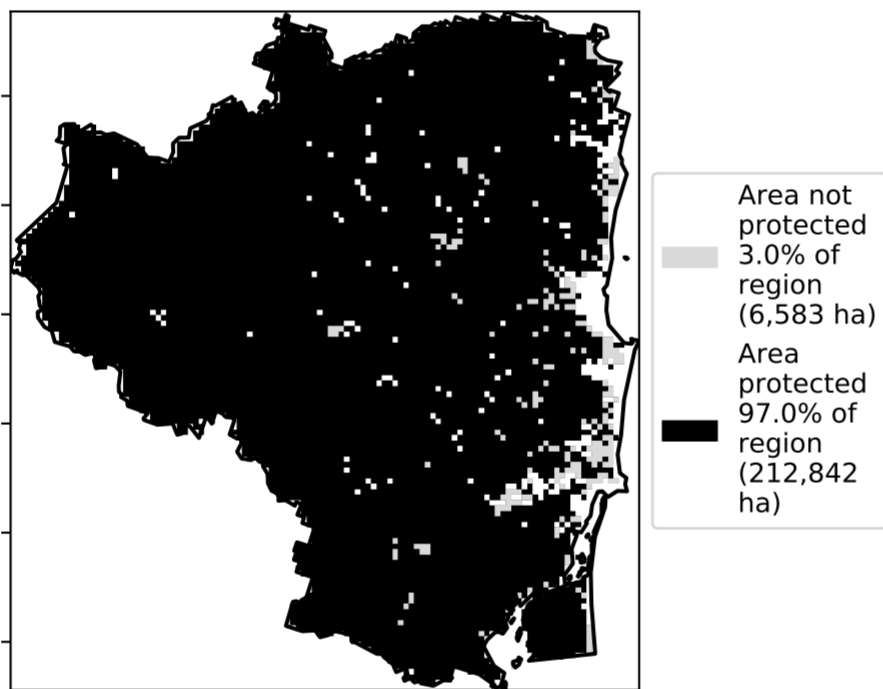 Area not
protected
3.0% of
region
(6,583 ha)
Area
protected
97.0% of
region
(212,842
ha)